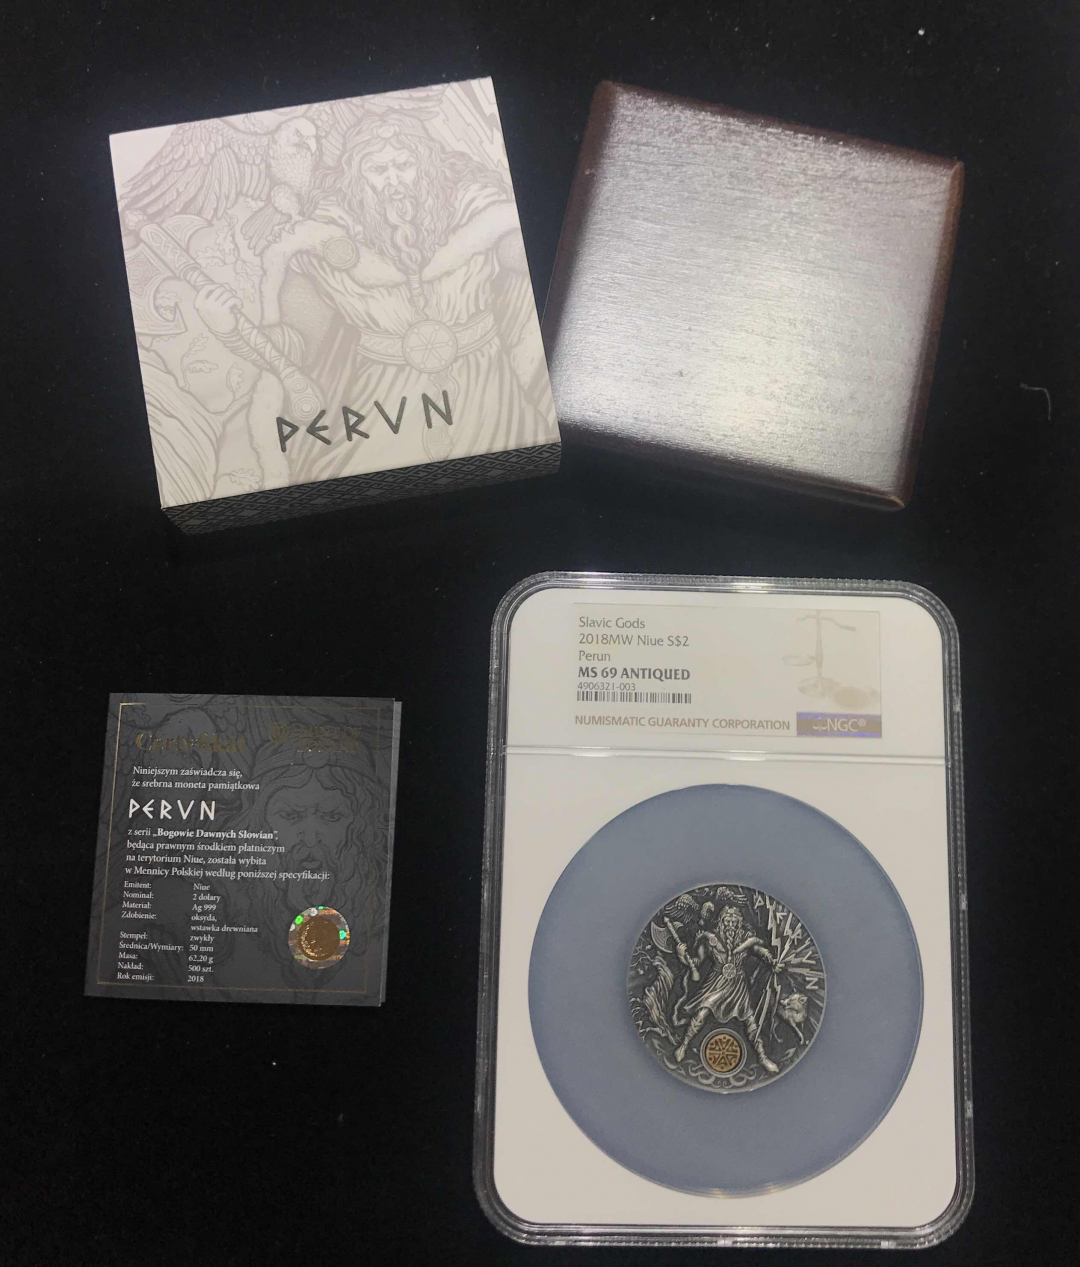 PERVN
Slavic Gods
2018MW Niue S$2
Perun
MS 69 ANTIQUED
4906321-003
NUMISMATIC GUARANTY CORPORATION
NGC®
Certyfikat
Niniejszym zaświadcza się,
że srebrna moneta pamiątkowa
PERVN
z serii „Bogowie Dawnych Słowian”,
będąca prawnym środkiem płatniczym
na terytorium Niue, została wybita
w Mennicy Polskiej według poniższej specyfikacji:
Emitent: Niue
Nominał: 2 dolary
Materiał: Ag 999
Zdobienie: oksyda,
wstawka drewniana
Stempel: zwykły
Średnica/Wymiary: 50 mm
Masa: 62.20 g
Nakład: 500 szt.
Rok emisji: 2018